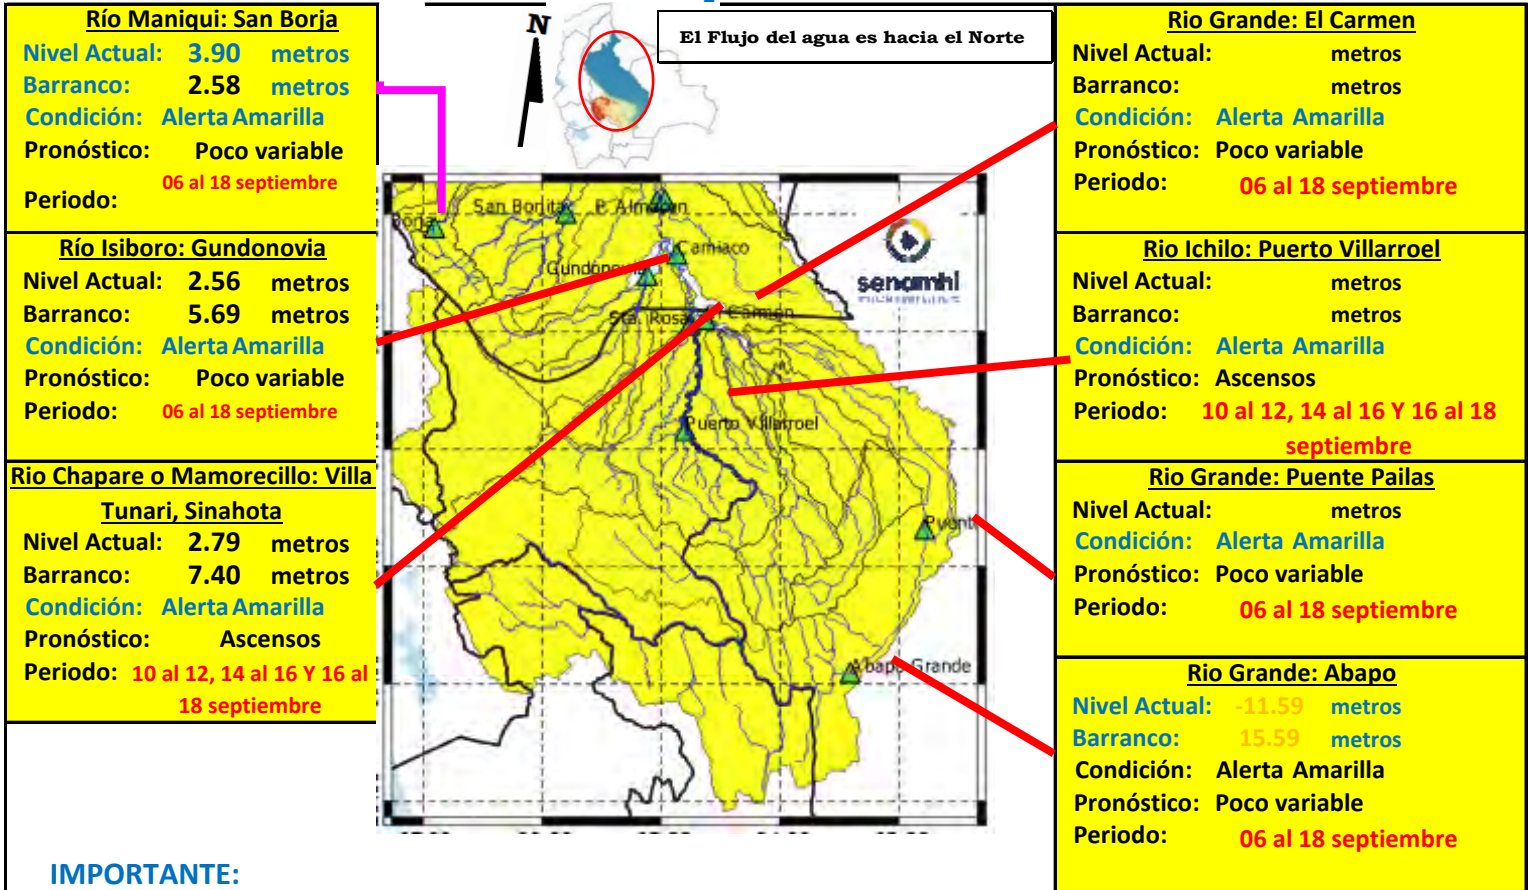 Río Maniqui: San Borja
Nivel Actual: 3.90 metros
Barranco: 2.58 metros
Condición: Alerta Amarilla
Pronóstico: Poco variable
06 al 18 septiembre
Periodo:
Río Isiboro: Gundonovia
Nivel Actual: 2.56 metros
Barranco: 5.69 metros
Condición: Alerta Amarilla
Pronóstico: Poco variable
Periodo: 06 al 18 septiembre
Rio Chapare o Mamorecillo: Villa
Tunari, Sinahota
Nivel Actual: 2.79 metros
Barranco: 7.40 metros
Condición: Alerta Amarilla
Pronóstico: Ascensos
Periodo: 10 al 12, 14 al 16 Y 16 al
18 septiembre
IMPORTANTE:
N
El Flujo del agua es hacia el Norte
Borja
San Bonita
P. Almacen
Camiaco
Gundonovia
senamhi
Sta. Rosa
Carmen
Puerto Villarroel
Puent
Abapo Grande
Rio Grande: El Carmen
Nivel Actual: metros
Barranco: metros
Condición: Alerta Amarilla
Pronóstico: Poco variable
Periodo: 06 al 18 septiembre
Rio Ichilo: Puerto Villarroel
Nivel Actual: metros
Barranco: metros
Condición: Alerta Amarilla
Pronóstico: Ascensos
Periodo: 10 al 12, 14 al 16 Y 16 al 18
septiembre
Rio Grande: Puente Pailas
Nivel Actual: metros
Condición: Alerta Amarilla
Pronóstico: Poco variable
Periodo: 06 al 18 septiembre
Rio Grande: Abapo
Nivel Actual: -11.59 metros
Barranco: 15.59 metros
Condición: Alerta Amarilla
Pronóstico: Poco variable
Periodo: 06 al 18 septiembre